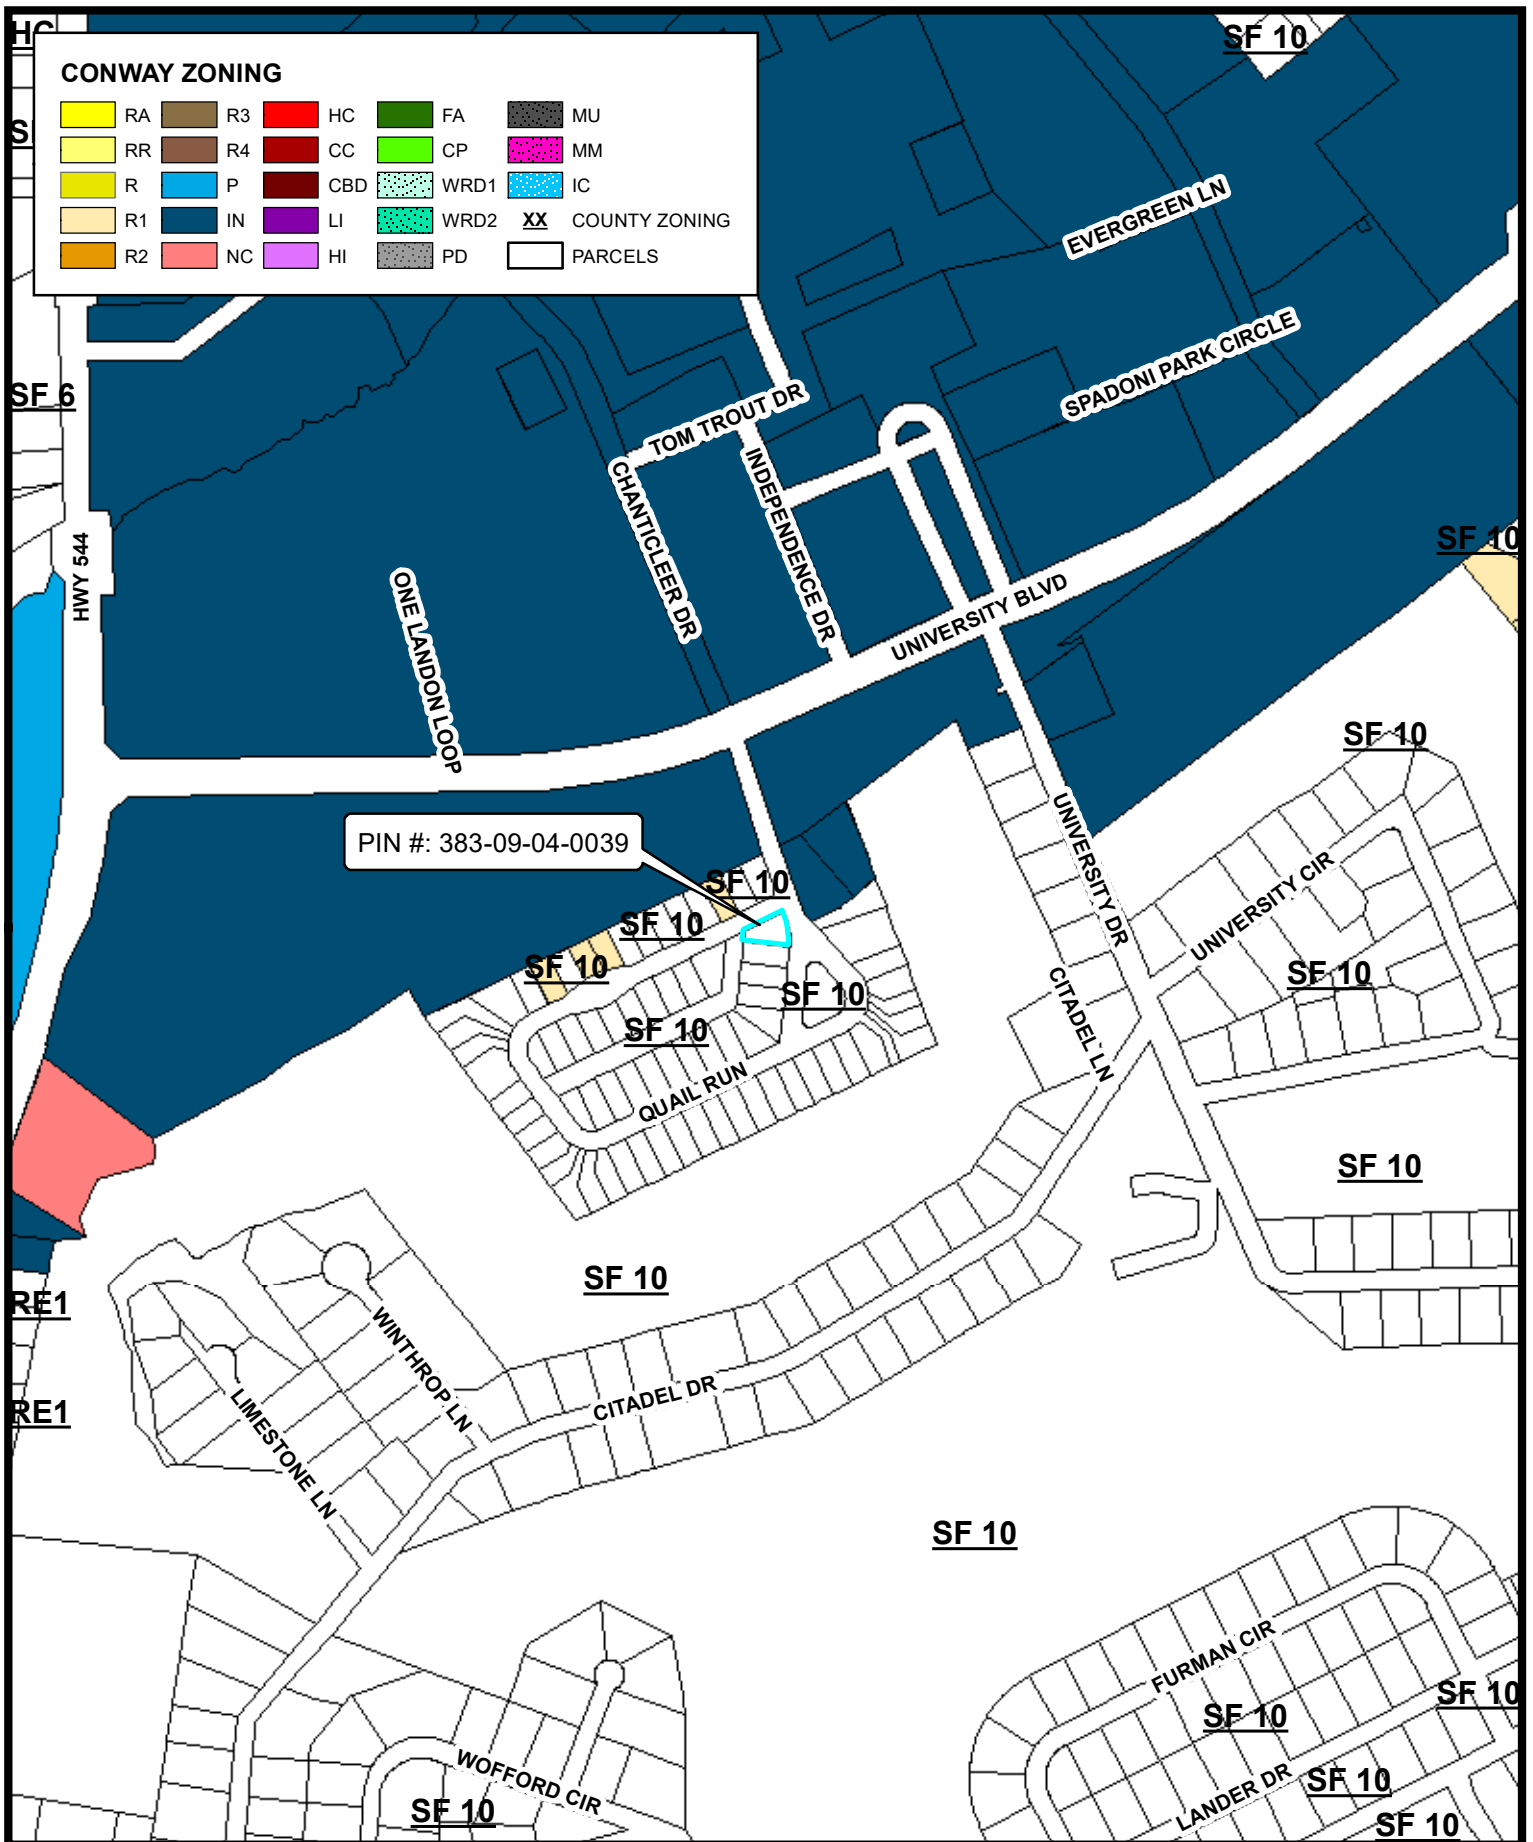 HC
SF 10
CONWAY ZONING
RA R3 HC FA MU
RR R4 CC CP MM
R P CBD WRD1 IC
R1 IN LI WRD2 XX COUNTY ZONING
R2 NC HI PD PARCELS
EVERGREEN LN
SPADONI PARK CIRCLE
SF 6
TOM TROUT DR
CHANTICLEER DR
INDEPENDENCE DR
HWY 544
SF 10
ONE LANDON LOOP
UNIVERSITY BLVD
SF 10
PIN #: 383-09-04-0039
UNIVERSITY DR
UNIVERSITY CIR
SF 10
SF 10
SF 10
SF 10
SF 10
SF 10
CITADEL LN
QUAIL RUN
SF 10
SF 10
RE1
WINTHROP LN
CITADEL DR
RE1
LIMESTONE LN
SF 10
FURMAN CIR
SF 10
SF 10
WOFFORD CIR
LANDER DR
SF 10
SF 10
SF 10